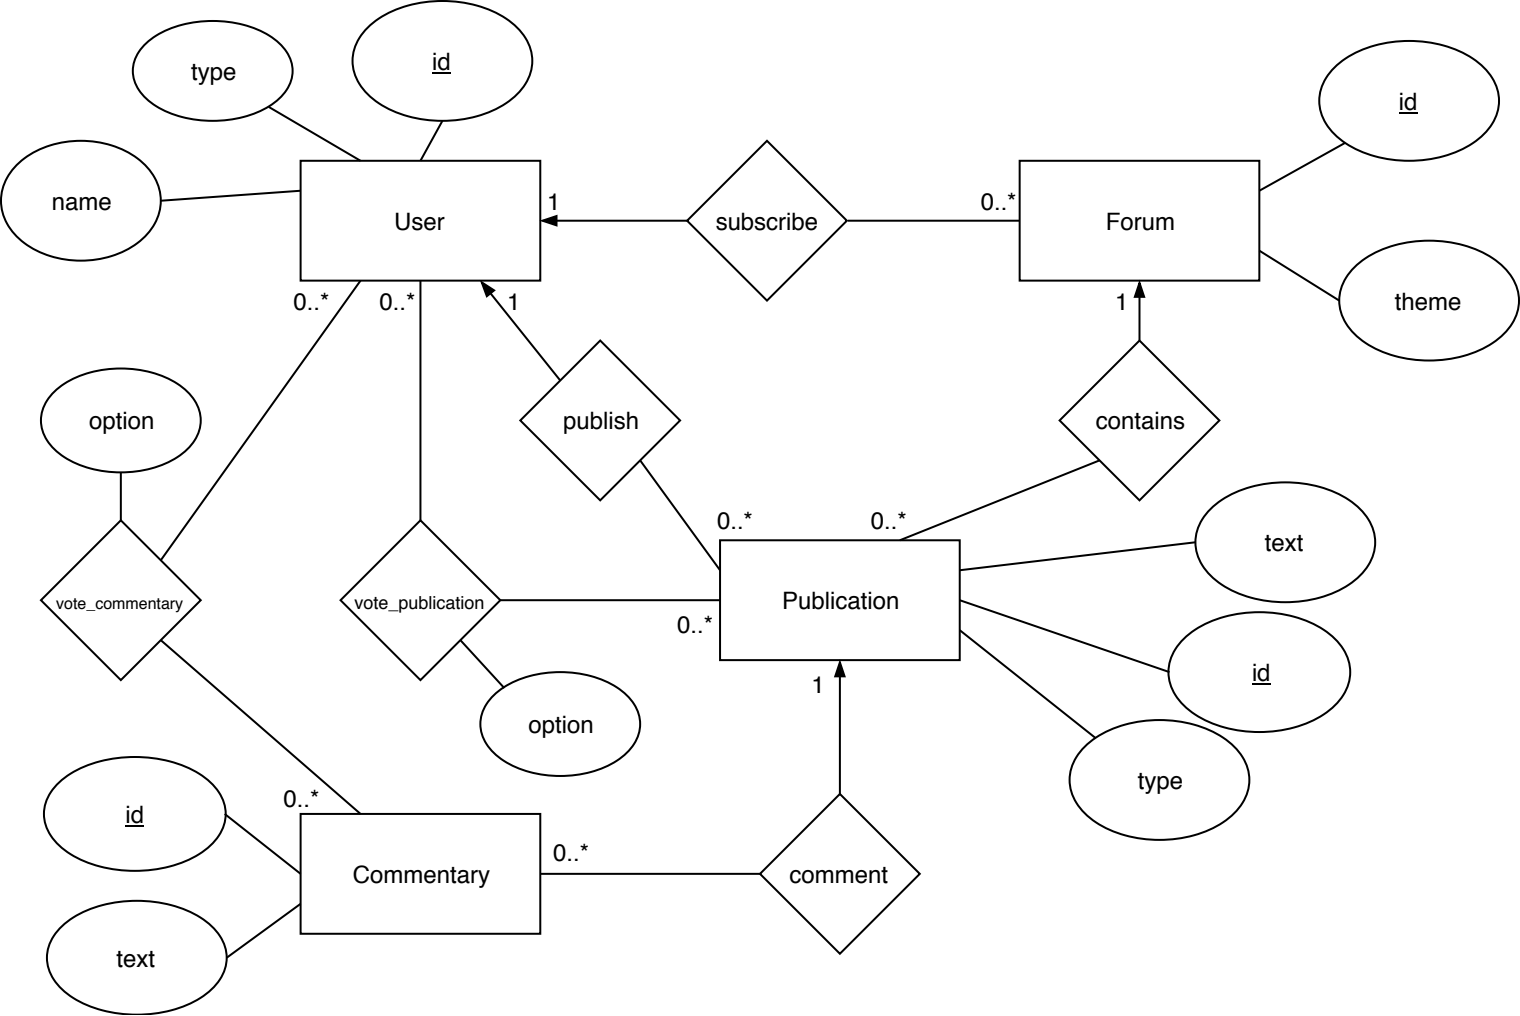 id
type
id
name
User
1
subscribe
0..*
Forum
theme
0..*
0..*
1
1
option
publish
contains
0..*
0..*
text
vote_commentary
vote_publication
Publication
0..*
id
1
option
type
0..*
id
0..*
Commentary
comment
text